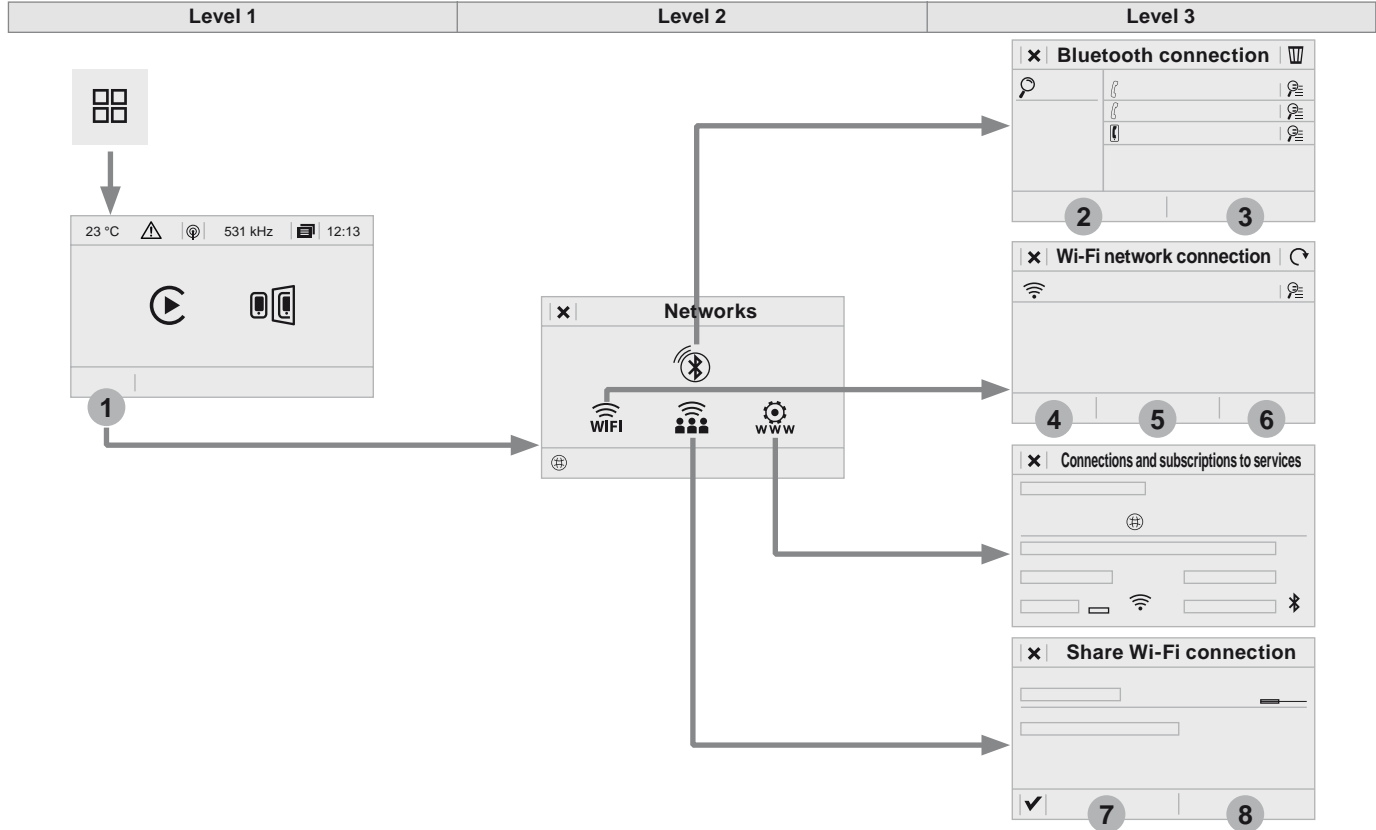 Level 1
Level 2
Level 3
Bluetooth connection
2
3
23 °C
531 kHz
12:13
1
Networks
WIFI
www
Wi-Fi network connection
4
5
6
Connections and subscriptions to services
Share Wi-Fi connection
7
8